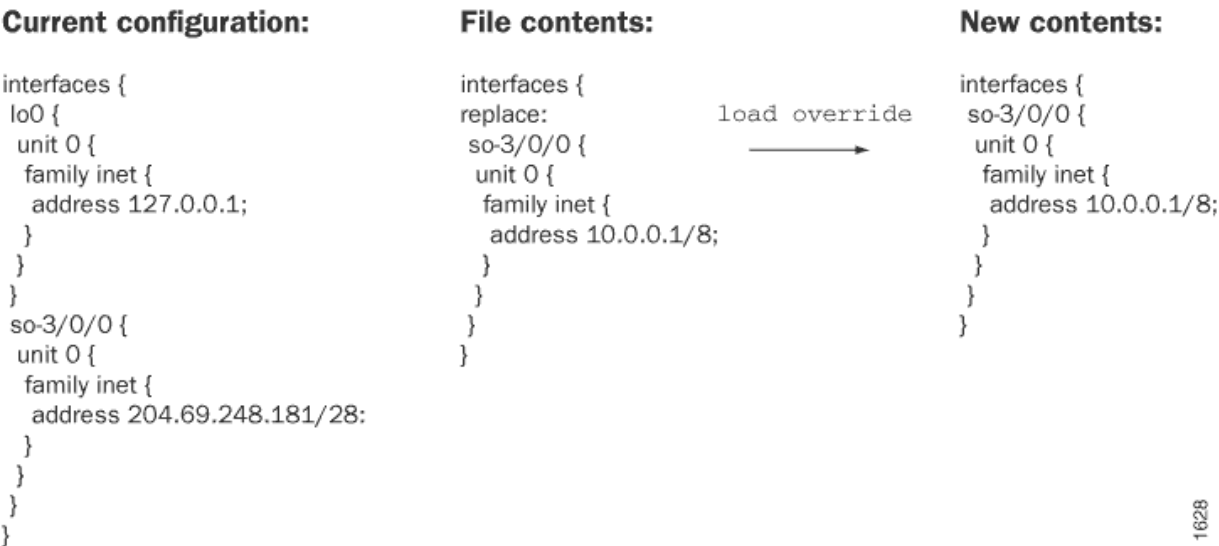 Current configuration:
interfaces {
lo0 {
unit 0 {
family inet {
address 127.0.0.1;
}
}
}
so-3/0/0 {
unit 0 {
family inet {
address 204.69.248.181/28:
}
}
}
}
File contents:
interfaces {
replace:
so-3/0/0 {
unit 0 {
family inet {
address 10.0.0.1/8;
}
}
}
}
load override
New contents:
interfaces {
so-3/0/0 {
unit 0 {
family inet {
address 10.0.0.1/8;
}
}
}
}
1628